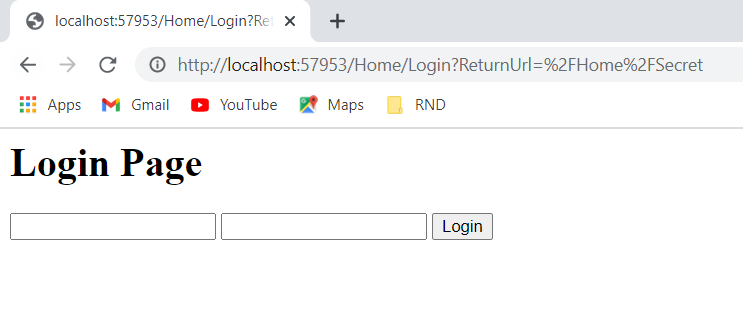 localhost:57953/Home/Login?Ret
http://localhost:57953/Home/Login?ReturnUrl=%2FHome%2FSecret
Apps Gmail YouTube Maps RND
Login Page
Login